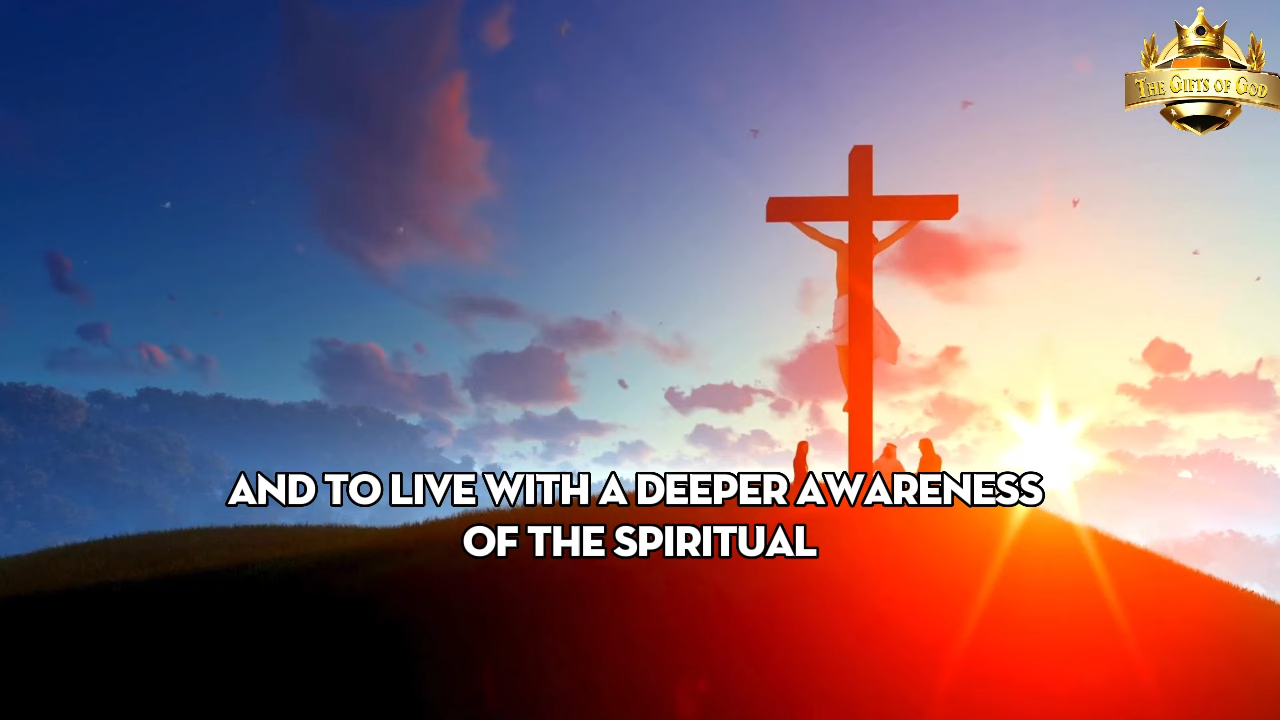 The Gifts of God
AND TO LIVE WITH A DEEPER AWARENESS
OF THE SPIRITUAL